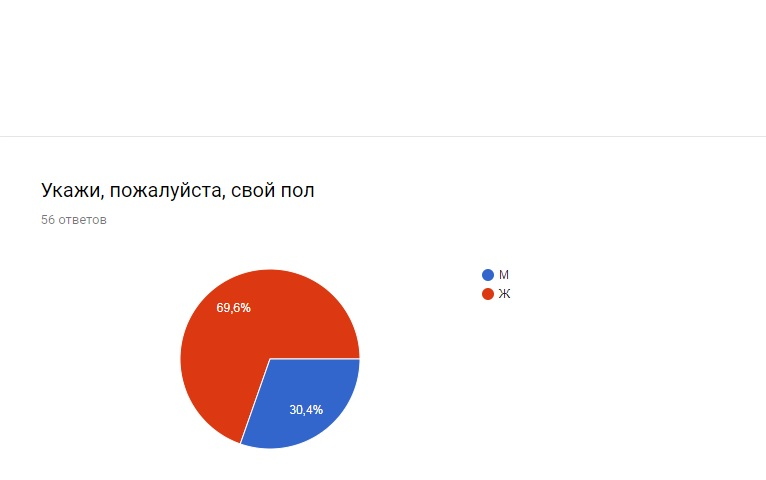 Укажи, пожалуйста, свой пол
56 ответов
М
Ж
69,6%
30,4%